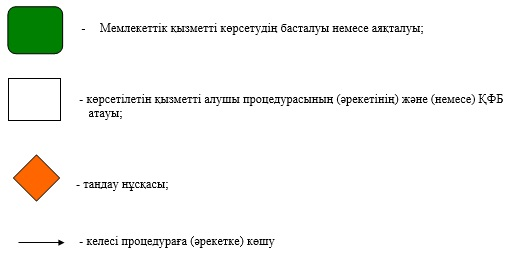 - Мемлекеттік қызметті көрсетудің басталуы немесе аяқталуы;
- көрсетілетін қызметті алушы процедурасының (әрекетінің) және (немесе) ҚФБ
атауы;
- таңдау нұсқасы;
- келесі процедураға (әрекетке) көшу